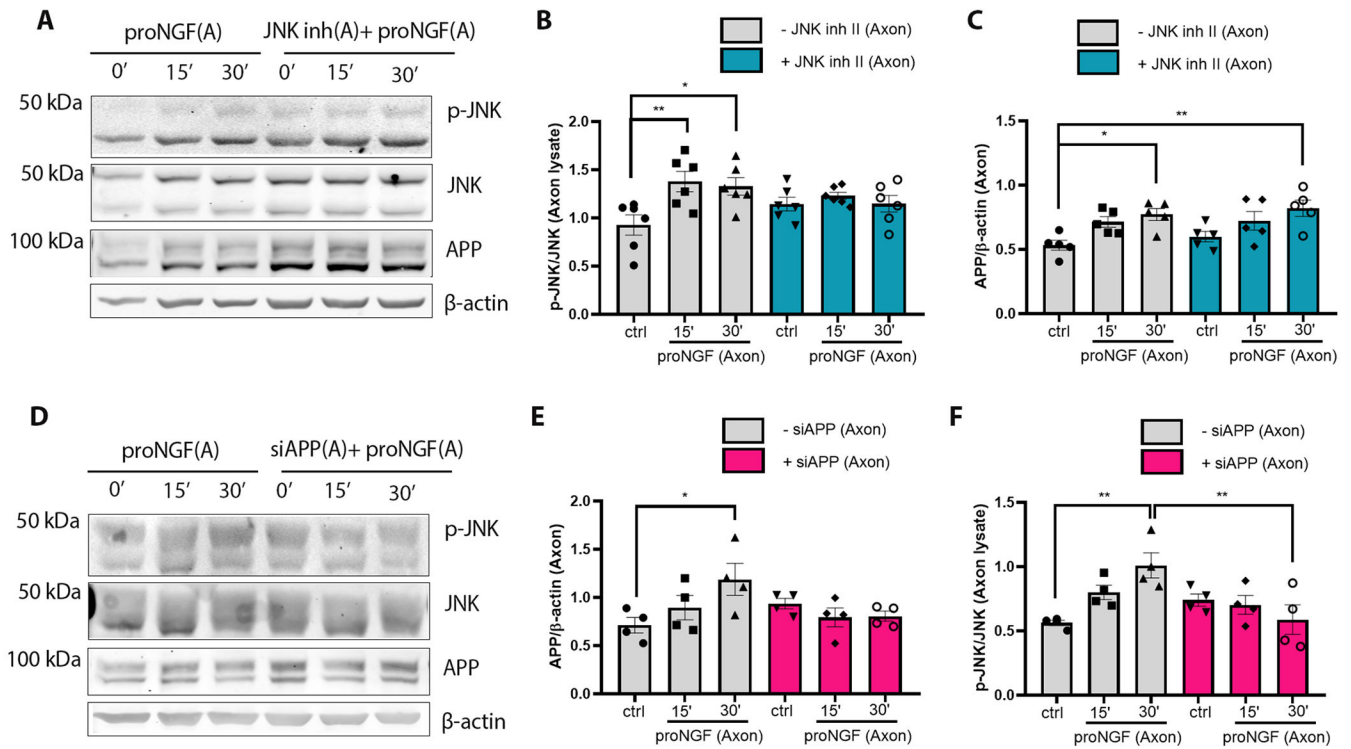 A
proNGF(A) JNK inh(A)+ proNGF(A)
0′ 15′ 30′ 0′ 15′ 30′
50 kDa
p-JNK
50 kDa
JNK
100 kDa
APP
β-actin
B
- JNK inh II (Axon)
+ JNK inh II (Axon)
p-JNK/JNK (Axon lysate)
2.0
1.5
1.0
0.5
0.0
*
**
ctrl 15' 30' ctrl 15' 30'
proNGF (Axon) proNGF (Axon)
C
- JNK inh II (Axon)
+ JNK inh II (Axon)
APP/β-actin (Axon)
1.5
1.0
0.5
0.0
**
*
ctrl 15' 30' ctrl 15' 30'
proNGF (Axon) proNGF (Axon)
D
proNGF(A) siAPP(A)+ proNGF(A)
0′ 15′ 30′ 0′ 15′ 30′
50 kDa
p-JNK
50 kDa
JNK
100 kDa
APP
β-actin
E
- siAPP (Axon)
+ siAPP (Axon)
APP/β-actin (Axon)
2.0
1.5
1.0
0.5
0.0
*
ctrl 15' 30' ctrl 15' 30'
proNGF (Axon) proNGF (Axon)
F
- siAPP (Axon)
+ siAPP (Axon)
p-JNK/JNK (Axon lysate)
1.5
1.0
0.5
0.0
** **
ctrl 15' 30' ctrl 15' 30'
proNGF (Axon) proNGF (Axon)